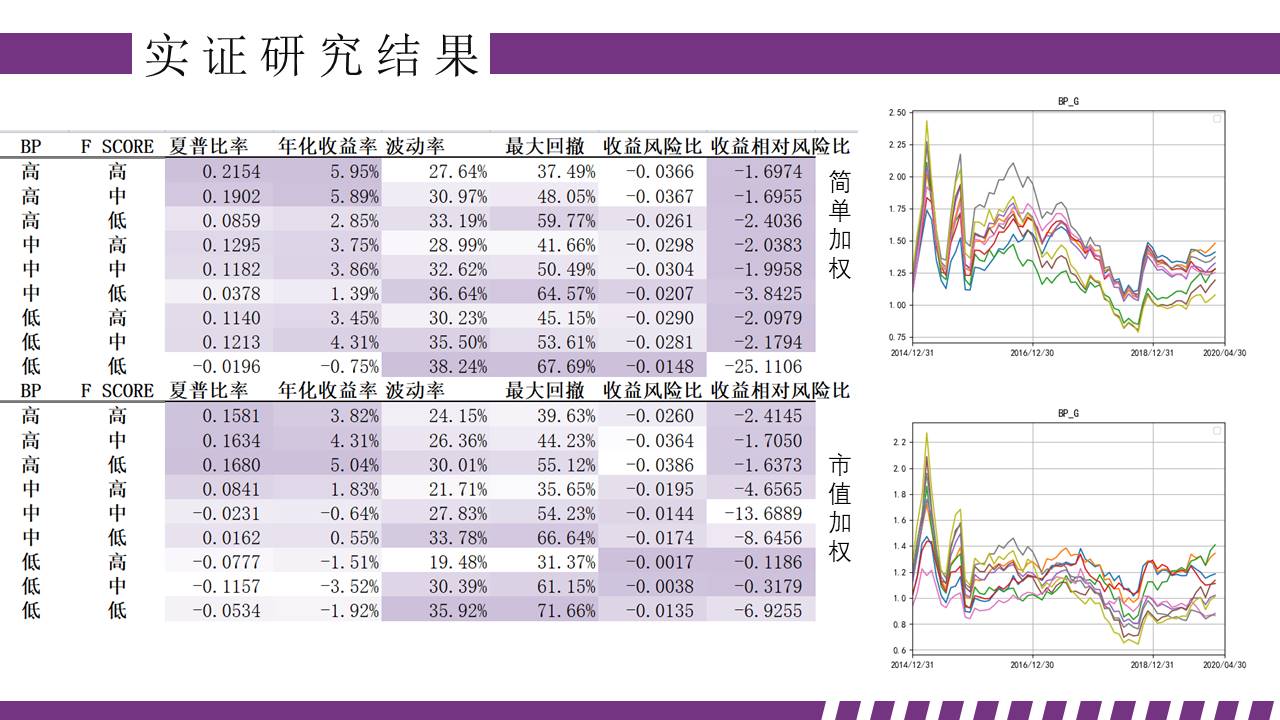 实证研究结果
BP F SCORE 夏普比率 年化收益率 波动率 最大回撤 收益风险比 收益相对风险比
高 高 0.2154 5.95% 27.64% 37.49% -0.0366 -1.6974
高 中 0.1902 5.89% 30.97% 48.05% -0.0367 -1.6955
高 低 0.0859 2.85% 33.19% 59.77% -0.0261 -2.4036
中 高 0.1295 3.75% 28.99% 41.66% -0.0298 -2.0383
中 中 0.1182 3.86% 32.62% 50.49% -0.0304 -1.9958
中 低 0.0378 1.39% 36.64% 64.57% -0.0207 -3.8425
低 高 0.1140 3.45% 30.23% 45.15% -0.0290 -2.0979
低 中 0.1213 4.31% 35.50% 53.61% -0.0281 -2.1794
低 低 -0.0196 -0.75% 38.24% 67.69% -0.0148 -25.1106
简单加权
BP F SCORE 夏普比率 年化收益率 波动率 最大回撤 收益风险比 收益相对风险比
高 高 0.1581 3.82% 24.15% 39.63% -0.0260 -2.4145
高 中 0.1634 4.31% 26.36% 44.23% -0.0364 -1.7050
高 低 0.1680 5.04% 30.01% 55.12% -0.0386 -1.6373
中 高 0.0841 1.83% 21.71% 35.65% -0.0195 -4.6565
中 中 -0.0231 -0.64% 27.83% 54.23% -0.0144 -13.6889
中 低 0.0162 0.55% 33.78% 66.64% -0.0174 -8.6456
低 高 -0.0777 -1.51% 19.48% 31.37% -0.0017 -0.1186
低 中 -0.1157 -3.52% 30.39% 61.15% -0.0038 -0.3179
低 低 -0.0534 -1.92% 35.92% 71.66% -0.0135 -6.9255
市值加权
BP_G
2.50
2.25
2.00
1.75
1.50
1.25
1.00
0.75
2014/12/31 2016/12/30 2018/12/31 2020/04/30
BP_G
2.2
2.0
1.8
1.6
1.4
1.2
1.0
0.8
0.6
2014/12/31 2016/12/30 2018/12/31 2020/04/30